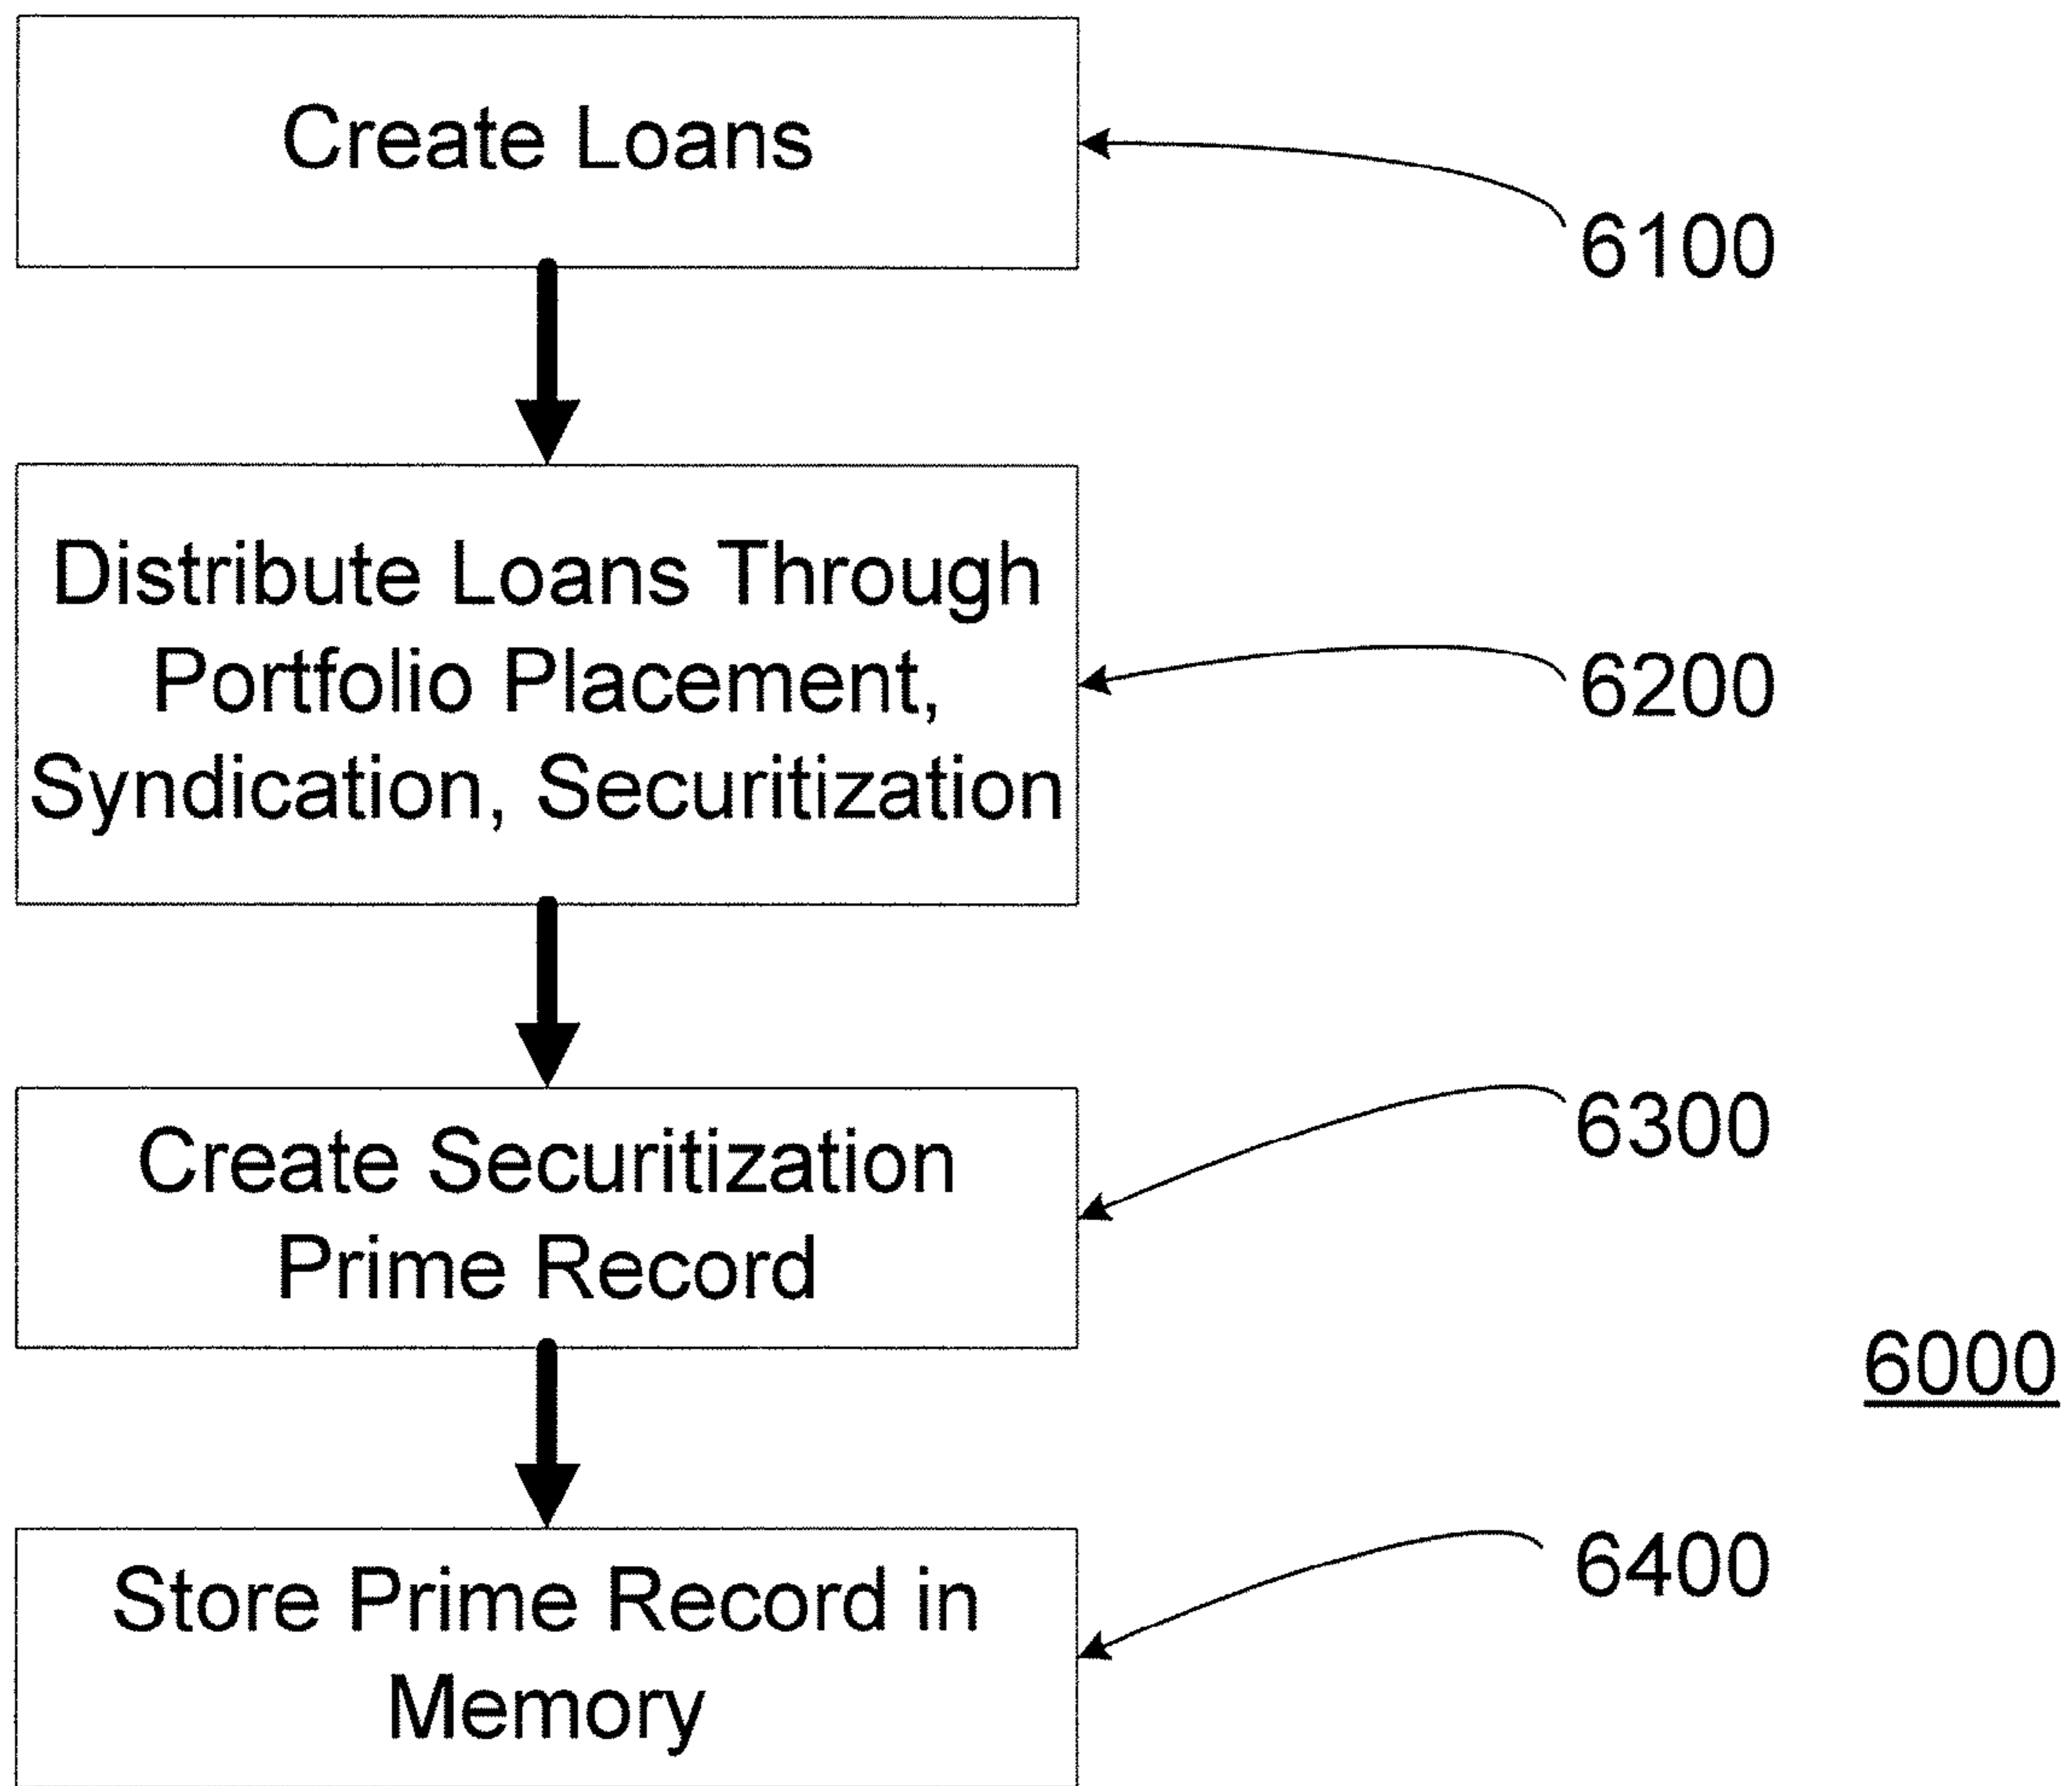 Create Loans
6100
Distribute Loans Through
Portfolio Placement,
Syndication, Securitization
6200
Create Securitization
Prime Record
6300
6000
Store Prime Record in
Memory
6400